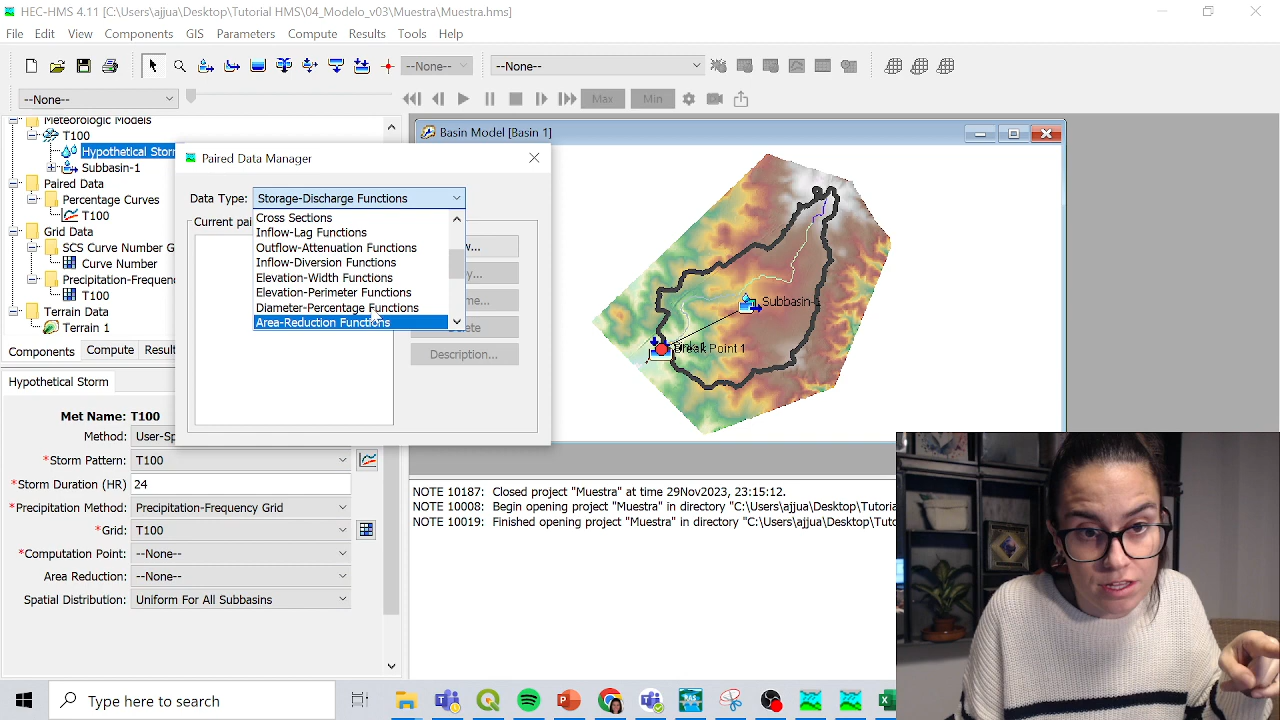 HEC-HMS 4.11 [C:\Users\ajjua\Desktop\Tutorial HMS\04_Modelo_v03\Muestra\Muestra.hms]
File Edit View Components GIS Parameters Compute Results Tools Help
--None-- --None--
--None-- Max Min
Meteorologic Models
T100
Hypothetical Storm
Subbasin-1
Paired Data
Percentage Curves
T100
Grid Data
SCS Curve Number G
Curve Number
Precipitation-Frequen
T100
Terrain Data
Terrain 1
Components Compute Result
Paired Data Manager
Data Type: Storage-Discharge Functions
Current pai
Cross Sections
Inflow-Lag Functions
Outflow-Attenuation Functions
Inflow-Diversion Functions
Elevation-Width Functions
Elevation-Perimeter Functions
Diameter-Percentage Functions
Area-Reduction Functions
w...
y...
me...
lete
Description...
Basin Model [Basin 1]
Subbasin-1
Break Point 1
Hypothetical Storm
Met Name: T100
Method: User-Sp
*Storm Pattern: T100
*Storm Duration (HR) 24
*Precipitation Method: Precipitation-Frequency Grid
*Grid: T100
*Computation Point: --None--
Area Reduction: --None--
Spatial Distribution: Uniform For All Subbasins
NOTE 10187: Closed project "Muestra" at time 29Nov2023, 23:15:12.
NOTE 10008: Begin opening project "Muestra" in directory "C:\Users\ajjua\Desktop\Tutoria
NOTE 10019: Finished opening project "Muestra" in directory "C:\Users\ajjua\Desktop\Tuto
Type here to search